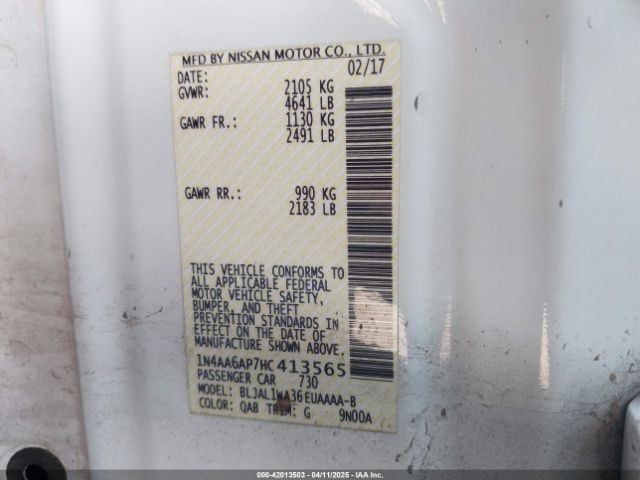 MFD BY NISSAN MOTOR CO., LTD.
DATE: 02/17
GVWR: 2105 KG
4641 LB
GAWR FR.: 1130 KG
2491 LB
GAWR RR.: 990 KG
2183 LB
THIS VEHICLE CONFORMS TO
ALL APPLICABLE FEDERAL
MOTOR VEHICLE SAFETY,
BUMPER, AND THEFT
PREVENTION STANDARDS IN
EFFECT ON THE DATE OF
MANUFACTURE SHOWN ABOVE.
1N4AA6AP7HC413565
PASSENGER CAR 730
MODEL: BLJAL1WA36EUAAAA-B
COLOR: QAB TRIM: G 9N00A
000-42013503 - 04/11/2025 - IAA Inc.